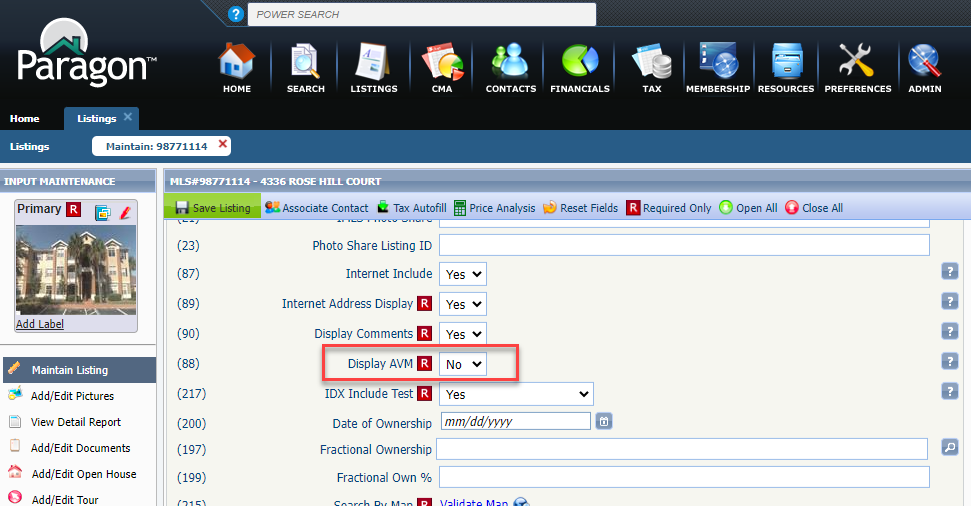 POWER SEARCH
Paragon™
HOME SEARCH LISTINGS CMA CONTACTS FINANCIALS TAX MEMBERSHIP RESOURCES PREFERENCES ADMIN
Home Listings
Listings Maintain: 98771114
INPUT MAINTENANCE
MLS#98771114 - 4336 ROSE HILL COURT
Primary R
Save Listing Associate Contact Tax Autofill Price Analysis Reset Fields R Required Only Open All Close All
(23) Photo Share Listing ID
(87) Internet Include Yes ?
(89) Internet Address Display R Yes ?
(90) Display Comments R Yes ?
(88) Display AVM R No ?
(217) IDX Include Test R Yes ?
(200) Date of Ownership mm/dd/yyyy
(197) Fractional Ownership
(199) Fractional Own %
(215) Search By Map R Validate Map
Add Label
Maintain Listing
Add/Edit Pictures
View Detail Report
Add/Edit Documents
Add/Edit Open House
Add/Edit Tour